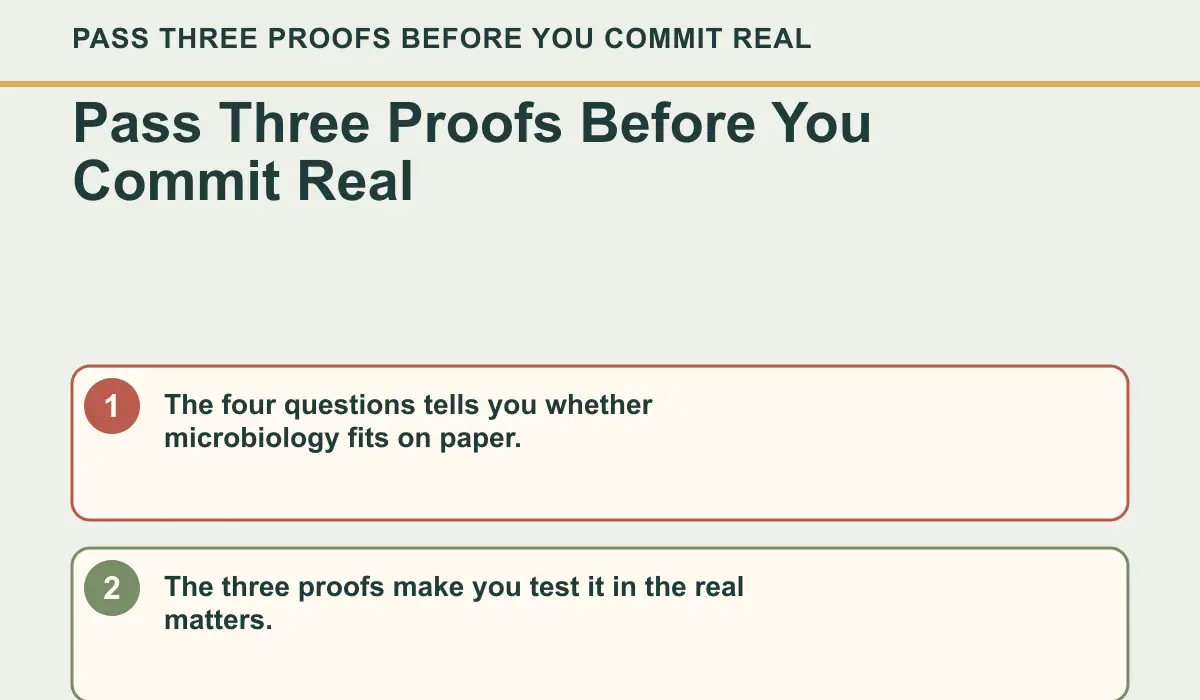 PASS THREE PROOFS BEFORE YOU COMMIT REAL
Pass Three Proofs Before You
Commit Real
1
The four questions tells you whether
microbiology fits on paper.
2
The three proofs make you test it in the real
matters.